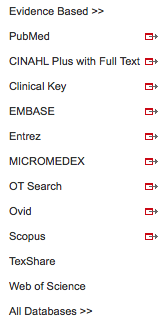 Evidence Based >>
PubMed
CINAHL Plus with Full Text
Clinical Key
EMBASE
Entrez
MICROMEDEX
OT Search
Ovid
Scopus
TexShare
Web of Science
All Databases >>